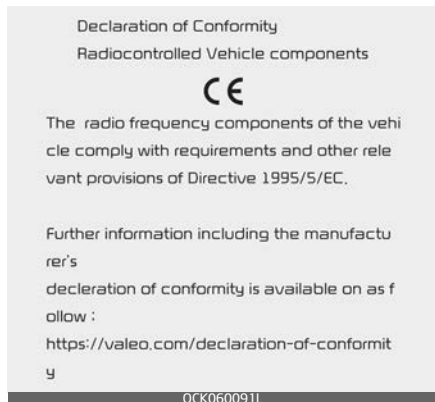 Declaration of Conformity
Radiocontrolled Vehicle components
CE
The radio frequency components of the vehi
cle comply with requirements and other rele
vant provisions of Directive 1995/5/EC.
Further information including the manufactu
rer's
decleration of conformity is available on as f
ollow :
https://valeo.com/declaration-of-conformit
y
OCK060091L